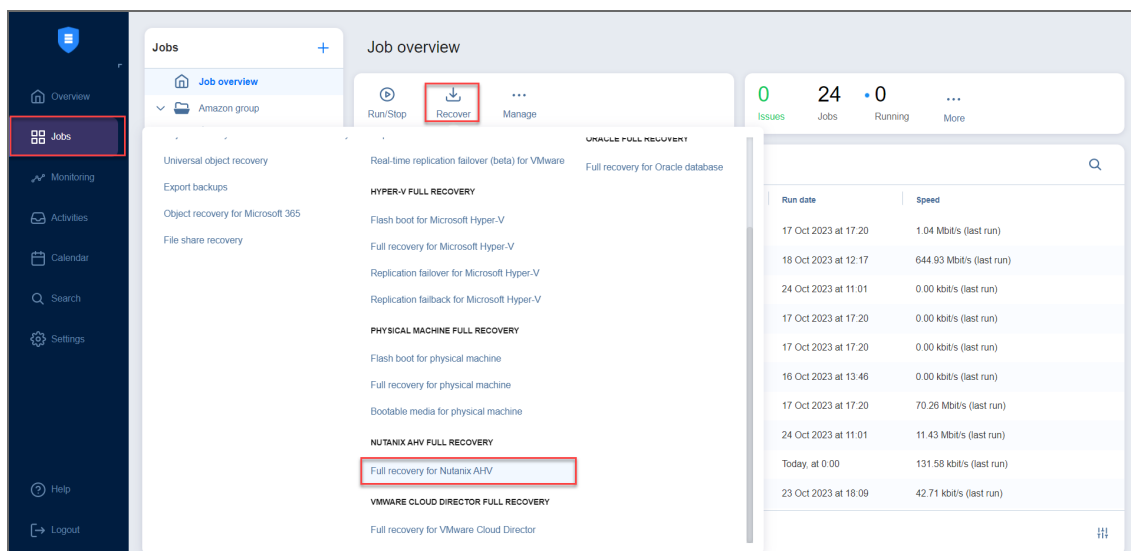 Overview
Jobs
Monitoring
Activities
Calendar
Search
Settings
Help
Logout
Jobs
+
Job overview
Amazon group
Job overview
Run/Stop
Recover
Manage
0
Issues
24
Jobs
0
Running
More
Universal object recovery
Export backups
Object recovery for Microsoft 365
File share recovery
Real-time replication failover (beta) for VMware
HYPER-V FULL RECOVERY
Flash boot for Microsoft Hyper-V
Full recovery for Microsoft Hyper-V
Replication failover for Microsoft Hyper-V
Replication failback for Microsoft Hyper-V
PHYSICAL MACHINE FULL RECOVERY
Flash boot for physical machine
Full recovery for physical machine
Bootable media for physical machine
NUTANIX AHV FULL RECOVERY
Full recovery for Nutanix AHV
VMWARE CLOUD DIRECTOR FULL RECOVERY
Full recovery for VMware Cloud Director
ORACLE FULL RECOVERY
Full recovery for Oracle database
Run date Speed
17 Oct 2023 at 17:20 1.04 Mbit/s (last run)
18 Oct 2023 at 12:17 644.93 Mbit/s (last run)
24 Oct 2023 at 11:01 0.00 kbit/s (last run)
17 Oct 2023 at 17:20 0.00 kbit/s (last run)
17 Oct 2023 at 17:20 0.00 kbit/s (last run)
16 Oct 2023 at 13:46 0.00 kbit/s (last run)
17 Oct 2023 at 17:20 70.26 Mbit/s (last run)
24 Oct 2023 at 11:01 11.43 Mbit/s (last run)
Today, at 0:00 131.58 kbit/s (last run)
23 Oct 2023 at 18:09 42.71 kbit/s (last run)